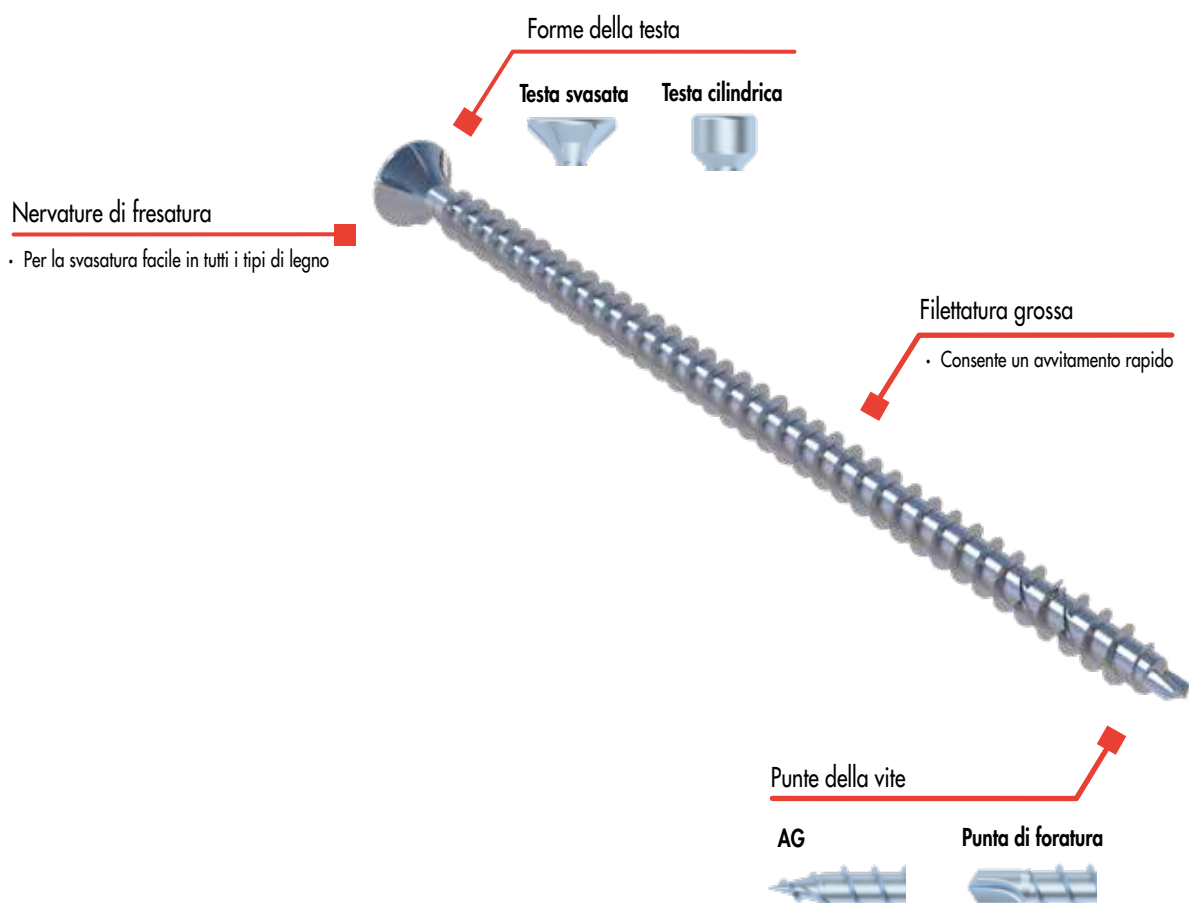 Forme della testa
Testa svasata
Testa cilindrica
Nervature di fresatura
· Per la svasatura facile in tutti i tipi di legno
Filettatura grossa
· Consente un avvitamento rapido
Punte della vite
AG
Punta di foratura